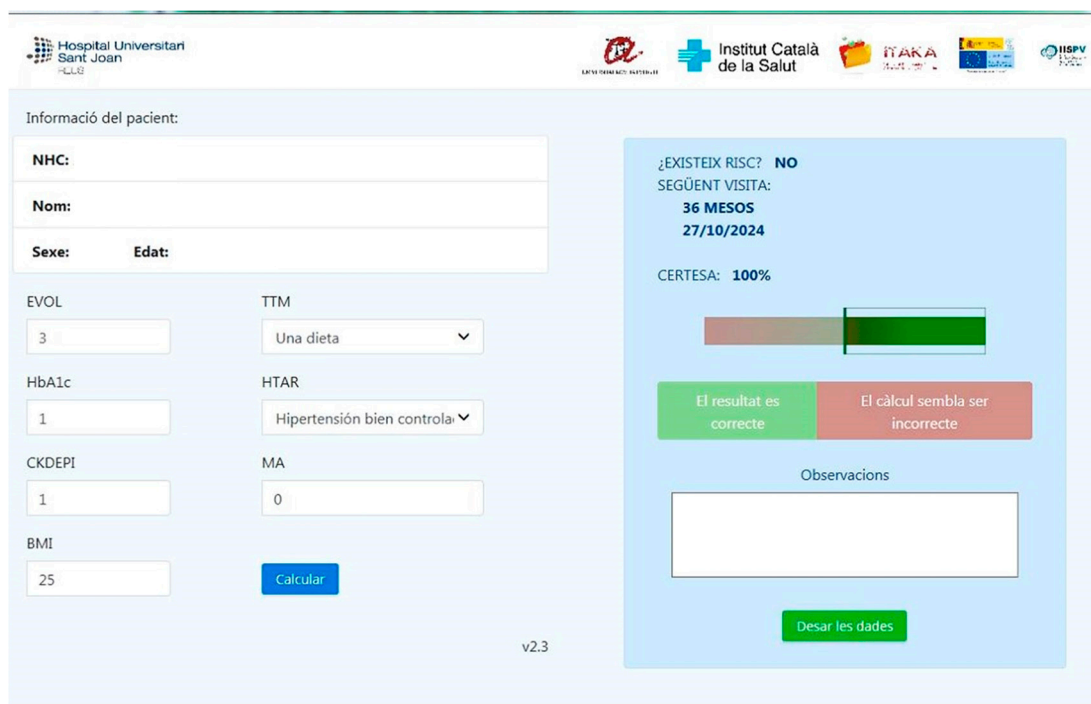 Hospital Universitari
Sant Joan
REUS
Institut Català
de la Salut
ITAKA
IISPV
Informació del pacient:
NHC:
Nom:
Sexe: Edat:
EVOL TTM
3 Una dieta
HbA1c HTAR
1 Hipertensión bien controla
CKDEPI MA
1 0
BMI
25 Calcular
v2.3
¿EXISTEIX RISC? NO
SEGÜENT VISITA:
36 MESOS
27/10/2024
CERTESA: 100%
El resultat es
correcte
El càlcul sembla ser
incorrecte
Observacions
Desar les dades